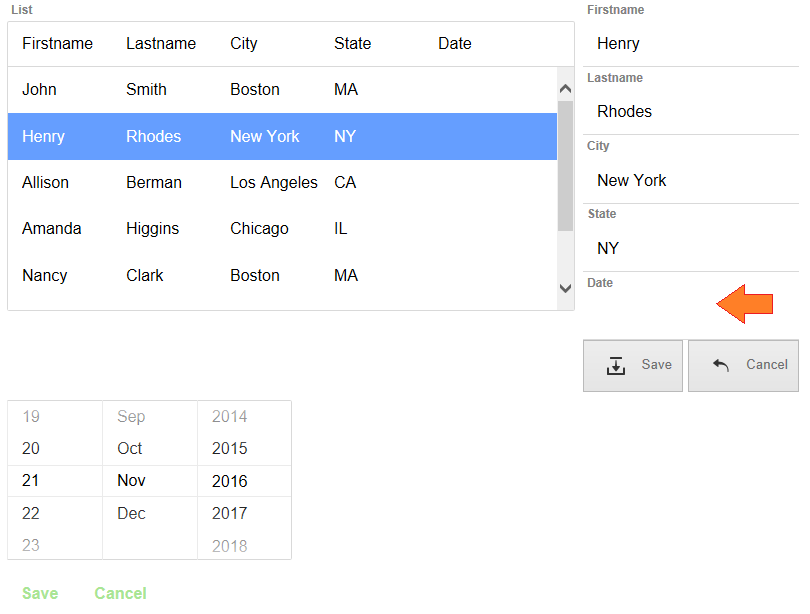 List
Firstname Lastname City State Date
John Smith Boston MA
Henry Rhodes New York NY
Allison Berman Los Angeles CA
Amanda Higgins Chicago IL
Nancy Clark Boston MA
Firstname
Henry
Lastname
Rhodes
City
New York
State
NY
Date
Save Cancel
19 Sep 2014
20 Oct 2015
21 Nov 2016
22 Dec 2017
23 2018
Save Cancel